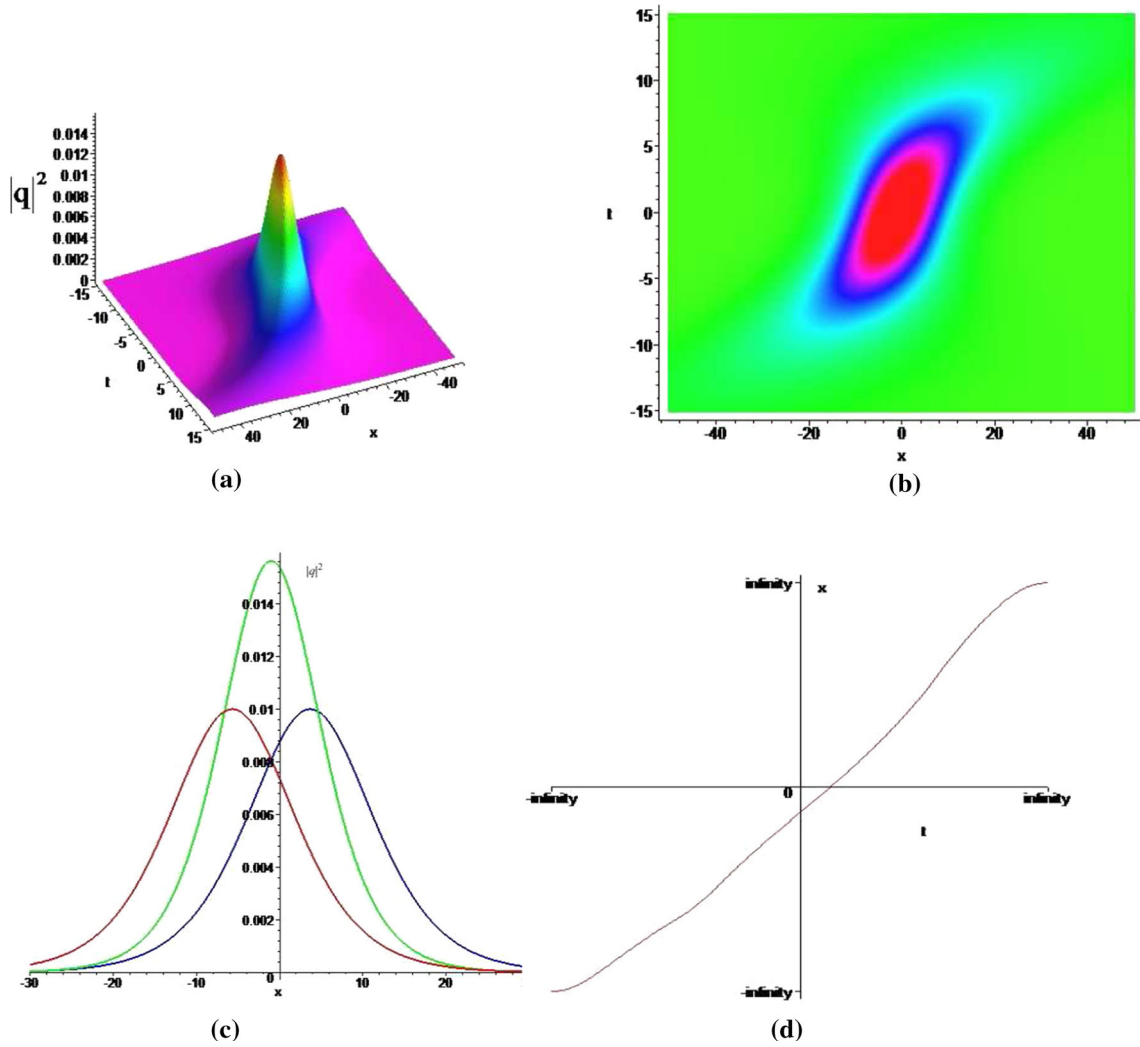 |q|²
0.014
0.012
0.01
0.008
0.006
0.004
0.002
0
-15
-10
-5
0
5
10
15
t
40
20
0
-20
-40
x
(a)
15
10
5
t 0
-5
-10
-15
-40 -20 0 20 40
x
(b)
|q|²
0.014
0.012
0.01
0.008
0.006
0.004
0.002
0
-30 -20 -10 10 20
x
(c)
infinity x
0
-infinity infinity
t
-infinity
(d)